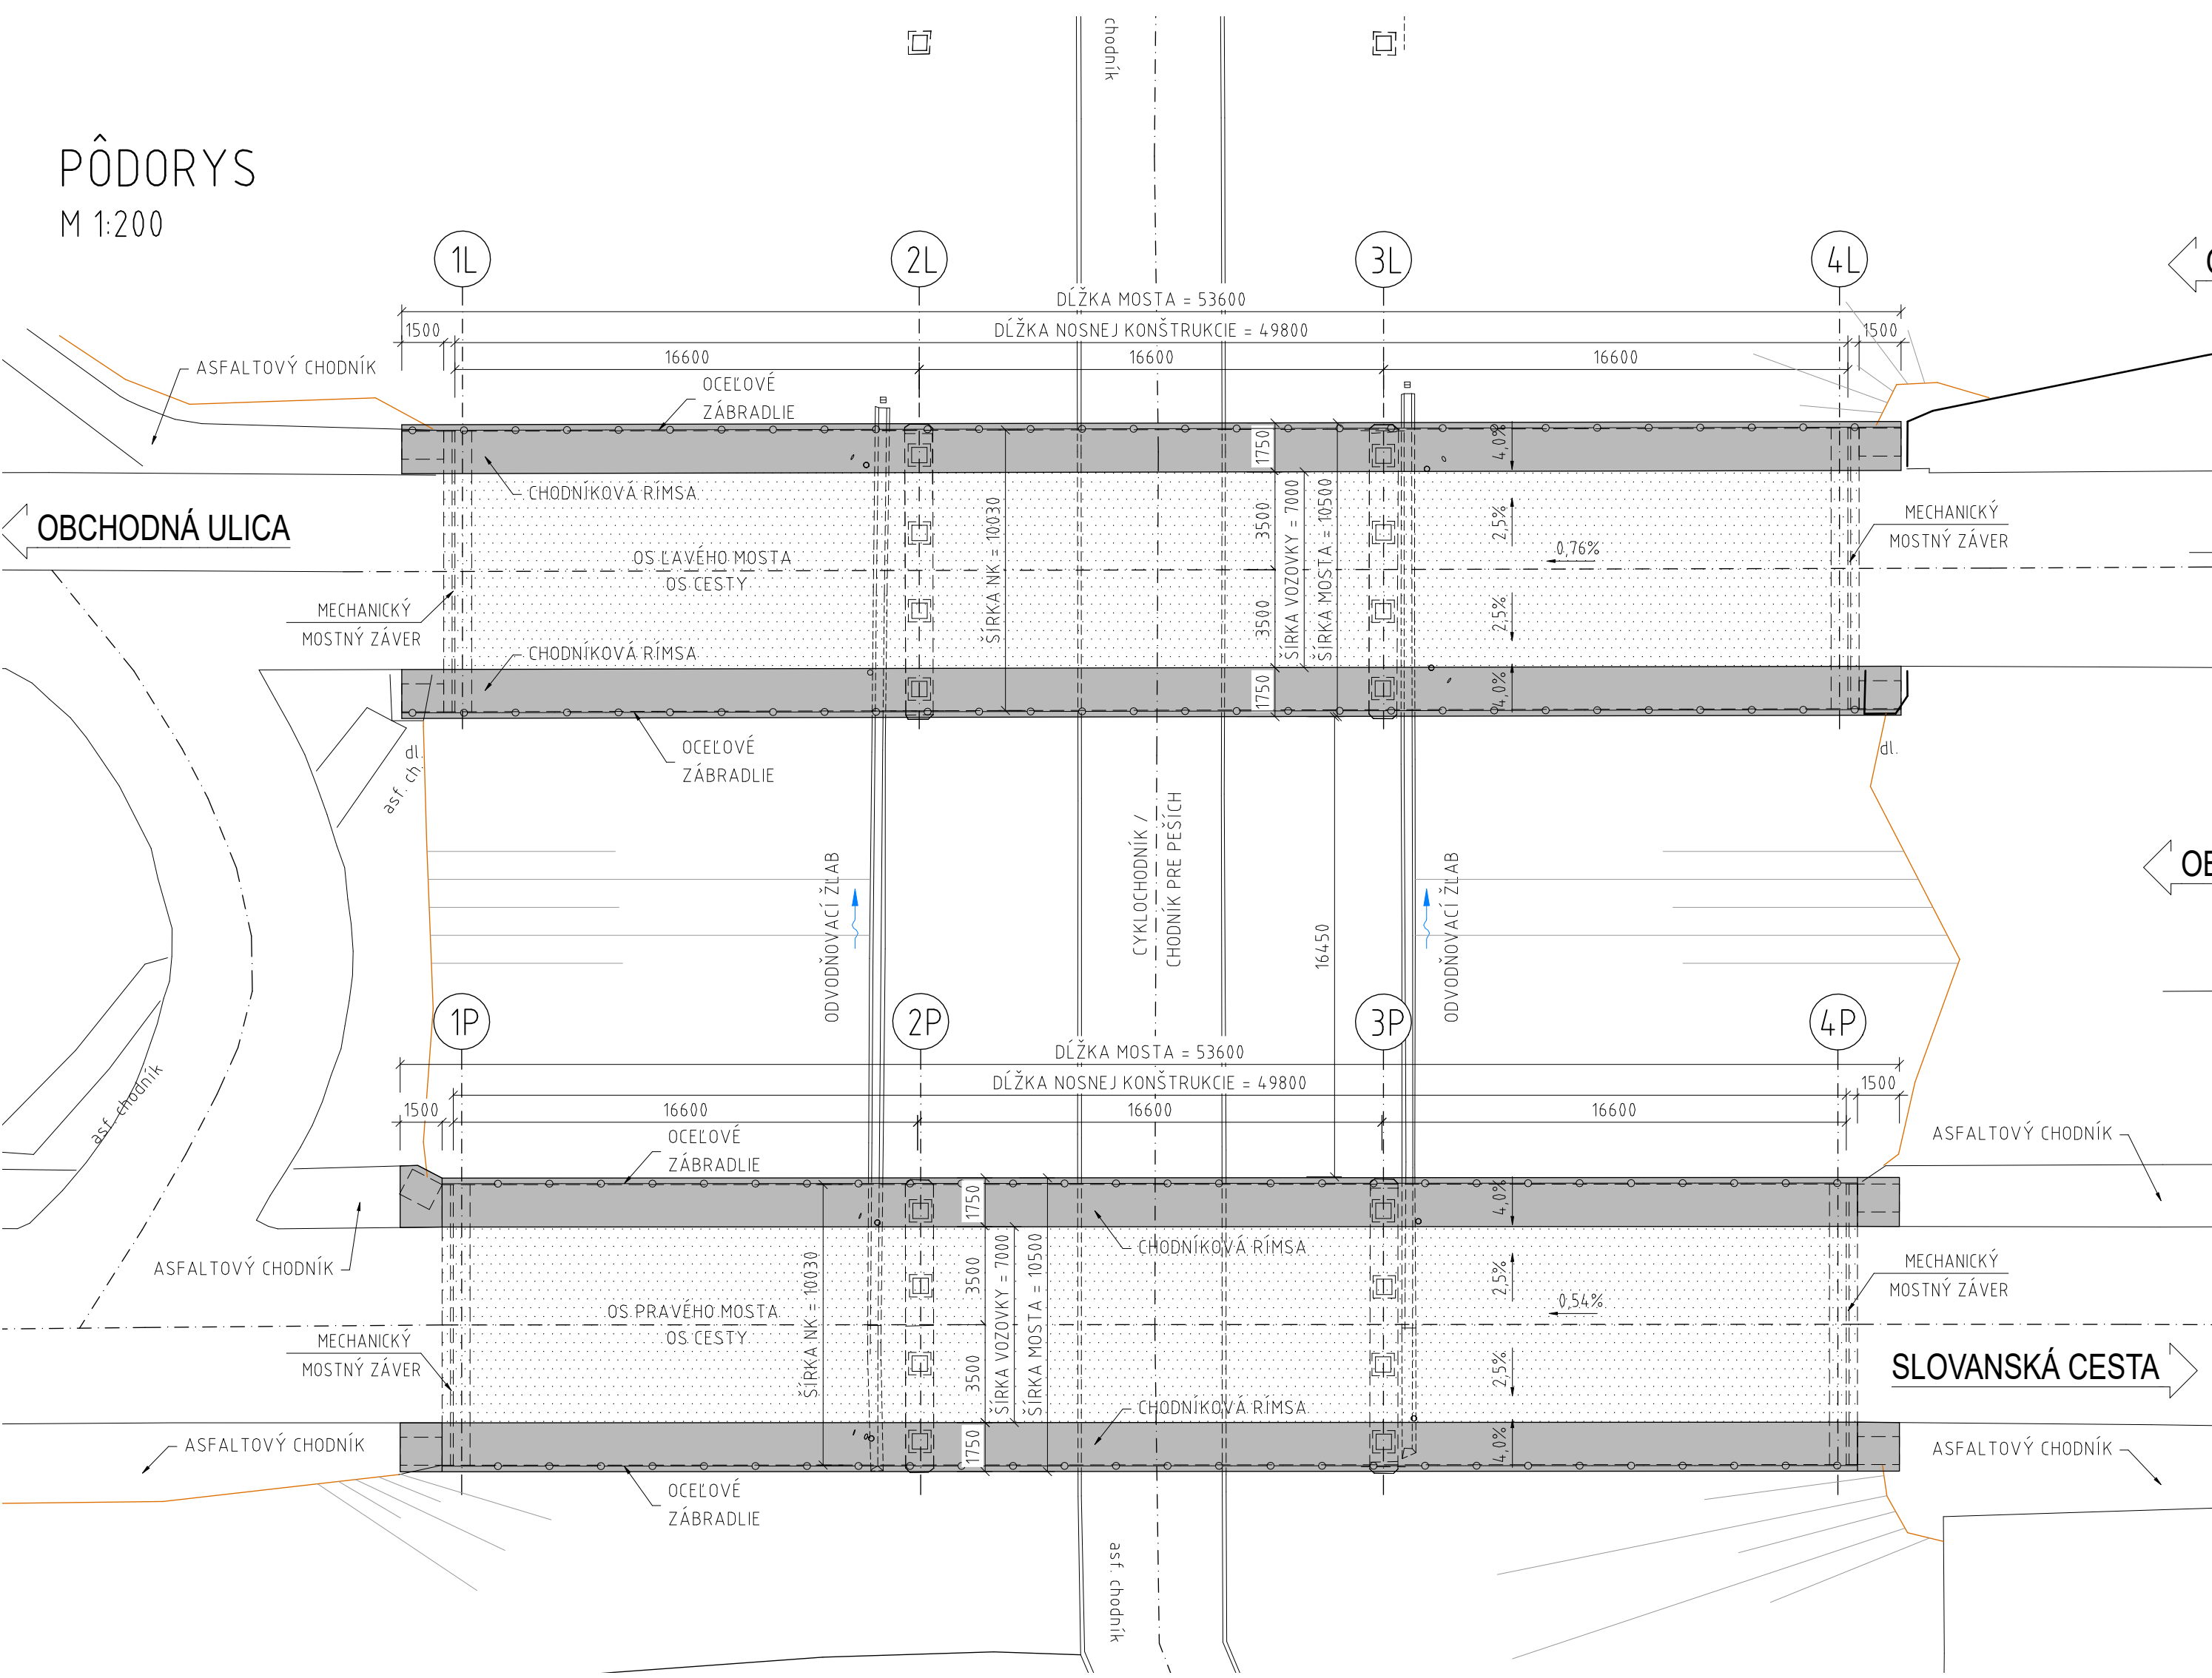 chodník
PÔDORYS
M 1:200
1L
2L
3L
4L
DĹŽKA MOSTA = 53600
1500
DĹŽKA NOSNEJ KONŠTRUKCIE = 49800
1500
16600
16600
16600
ASFALTOVÝ CHODNÍK
OCEĽOVÉ
ZÁBRADLIE
1750
4,0%
CHODNÍKOVÁ RÍMSA
OBCHODNÁ ULICA
ŠÍRKA NK = 10030
3500
ŠÍRKA VOZOVKY = 7000
ŠÍRKA MOSTA = 10500
2,5%
MECHANICKÝ
MOSTNÝ ZÁVER
OS ĽAVÉHO MOSTA
OS CESTY
0,76%
MECHANICKÝ
MOSTNÝ ZÁVER
3500
2,5%
CHODNÍKOVÁ RÍMSA
1750
4,0%
OCEĽOVÉ
ZÁBRADLIE
dl.
asf. ch.
dl.
ODVODŇOVACÍ ŽĽAB
CYKLOCHODNÍK /
CHODNÍK PRE PEŠÍCH
16450
ODVODŇOVACÍ ŽĽAB
OB
1P
2P
3P
4P
DĹŽKA MOSTA = 53600
DĹŽKA NOSNEJ KONŠTRUKCIE = 49800
1500
1500
16600
16600
16600
asf. chodník
OCEĽOVÉ
ZÁBRADLIE
ASFALTOVÝ CHODNÍK
1750
4,0%
CHODNÍKOVÁ RÍMSA
ASFALTOVÝ CHODNÍK
ŠÍRKA NK = 10030
3500
ŠÍRKA VOZOVKY = 7000
ŠÍRKA MOSTA = 10500
2,5%
MECHANICKÝ
MOSTNÝ ZÁVER
OS PRAVÉHO MOSTA
OS CESTY
0,54%
MECHANICKÝ
MOSTNÝ ZÁVER
3500
2,5%
SLOVANSKÁ CESTA
CHODNÍKOVÁ RÍMSA
ASFALTOVÝ CHODNÍK
1750
4,0%
ASFALTOVÝ CHODNÍK
OCEĽOVÉ
ZÁBRADLIE
asf. chodník